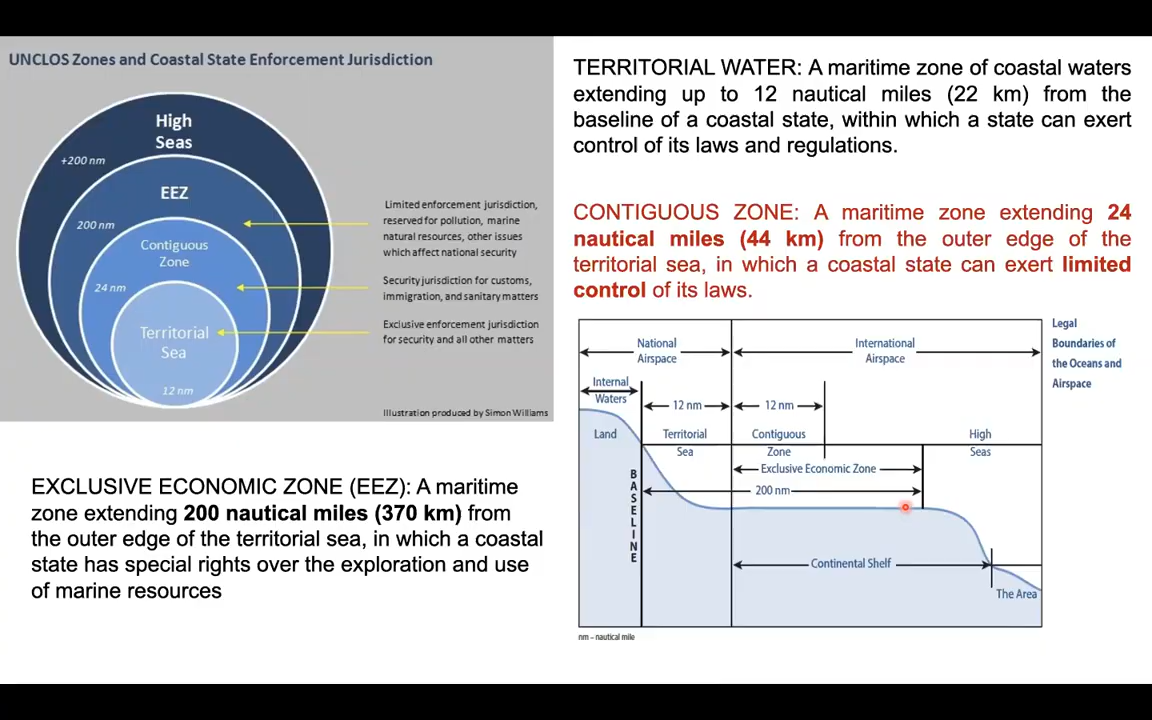 UNCLOS Zones and Coastal State Enforcement Jurisdiction
High
Seas
+200 nm
EEZ
200 nm
Contiguous
Zone
24 nm
Territorial
Sea
12 nm
Limited enforcement jurisdiction,
reserved for pollution, marine
natural resources, other issues
which affect national security
Security jurisdiction for customs,
immigration, and sanitary matters
Exclusive enforcement jurisdiction
for security and all other matters
Illustration produced by Simon Williams
EXCLUSIVE ECONOMIC ZONE (EEZ): A maritime
zone extending 200 nautical miles (370 km) from
the outer edge of the territorial sea, in which a coastal
state has special rights over the exploration and use
of marine resources
TERRITORIAL WATER: A maritime zone of coastal waters
extending up to 12 nautical miles (22 km) from the
baseline of a coastal state, within which a state can exert
control of its laws and regulations.
CONTIGUOUS ZONE: A maritime zone extending 24
nautical miles (44 km) from the outer edge of the
territorial sea, in which a coastal state can exert limited
control of its laws.
Legal
Boundaries of
the Oceans and
Airspace
National
Airspace
International
Airspace
Internal
Waters
12 nm
12 nm
Land
Territorial
Sea
Contiguous
Zone
High
Seas
Exclusive Economic Zone
200 nm
BASELINE
Continental Shelf
The Area
nm – nautical mile